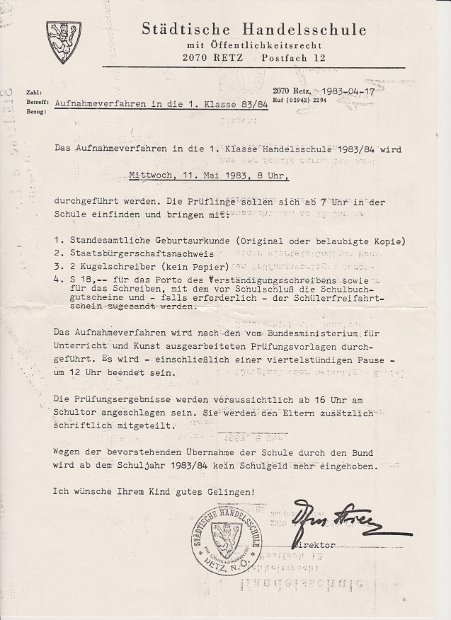 Städtische Handelsschule
mit Öffentlichkeitsrecht
2070 RETZ Postfach 12
Zahl:
2070 Retz, 1983-04-17
Betreff: Aufnahmeverfahren in die 1. Klasse 83/84
Ruf (02942) 2294
Bezug:
Das Aufnahmeverfahren in die 1. Klasse Handelsschule 1983/84 wird
Mittwoch, 11. Mai 1983, 8 Uhr,
durchgeführt werden. Die Prüflinge sollen sich ab 7 Uhr in der
Schule einfinden und bringen mit:
1. Standesamtliche Geburtsurkunde (Original oder belaubigte Kopie)
2. Staatsbürgerschaftsnachweis
3. 2 Kugelschreiber (kein Papier)
4. S 18,-- für das Porto des Verständigungsschreibens sowie
für das Schreiben, mit dem vor Schulschluß die Schulbuch-
gutscheine und - falls erforderlich - der Schülerfreifahrt-
schein zugesandt werden.
Das Aufnahmeverfahren wird nach den vom Bundesministerium für
Unterricht und Kunst ausgearbeiteten Prüfungsvorlagen durch-
geführt. Es wird - einschließlich einer viertelstündigen Pause -
um 12 Uhr beendet sein.
Die Prüfungsergebnisse werden voraussichtlich ab 16 Uhr am
Schultor angeschlagen sein. Sie werden den Eltern zusätzlich
schriftlich mitgeteilt.
Wegen der bevorstehenden Übernahme der Schule durch den Bund
wird ab dem Schuljahr 1983/84 kein Schulgeld mehr eingehoben.
Ich wünsche Ihrem Kind gutes Gelingen!
STÄDTISCHE HANDELSSCHULE
RETZ, N.Ö.
Direktor